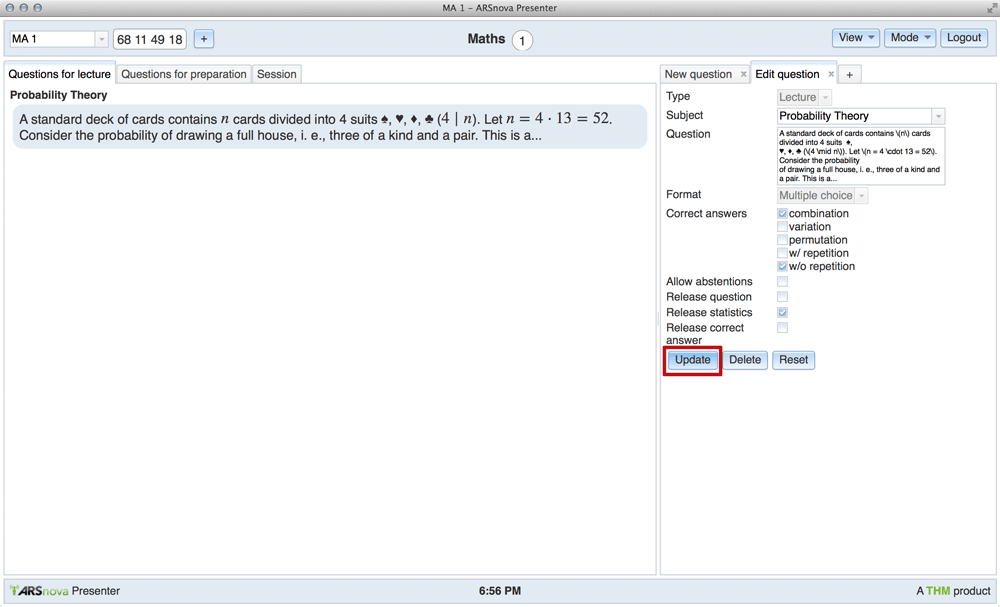 MA 1 – ARSnova Presenter
MA 1
68 11 49 18
+
Maths 1
View
Mode
Logout
Questions for lecture
Questions for preparation
Session
Probability Theory
A standard deck of cards contains n cards divided into 4 suits ♠, ♥, ♦, ♣ (4 | n). Let n = 4 · 13 = 52.
Consider the probability of drawing a full house, i. e., three of a kind and a pair. This is a...
New question ×
Edit question ×
+
Type
Lecture
Subject
Probability Theory
Question
A standard deck of cards contains \(n\) cards
divided into 4 suits ♠,
♥, ♦, ♣ (\(4 \mid n\)). Let \(n = 4 \cdot 13 = 52\).
Consider the probability
of drawing a full house, i. e., three of a kind and
a pair. This is a...
Format
Multiple choice
Correct answers
combination
variation
permutation
w/ repetition
w/o repetition
Allow abstentions
Release question
Release statistics
Release correct
answer
Update
Delete
Reset
ARSnova Presenter
6:56 PM
A THM product